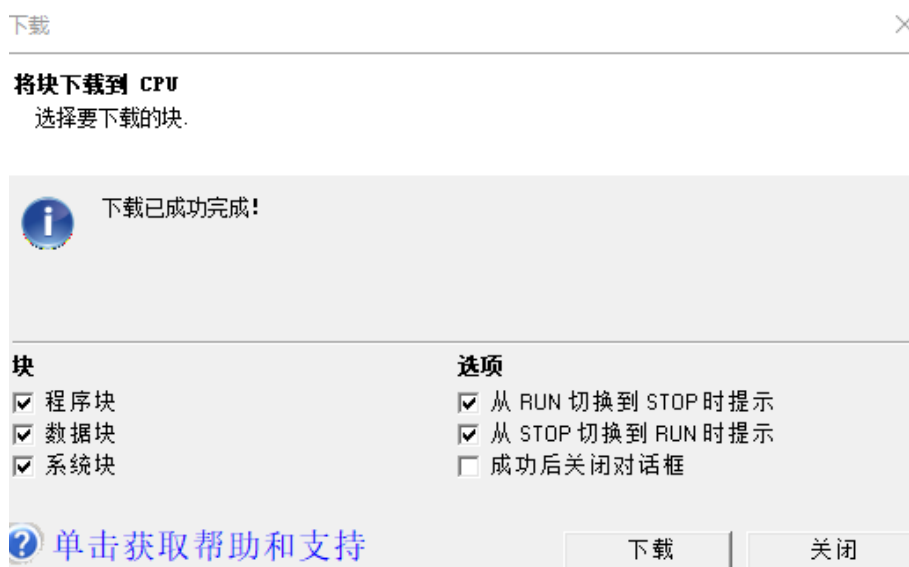 下载
将块下载到 CPU
选择要下载的块.
下载已成功完成!
块
程序块
数据块
系统块
选项
从 RUN 切换到 STOP 时提示
从 STOP 切换到 RUN 时提示
成功后关闭对话框
单击获取帮助和支持
下载
关闭